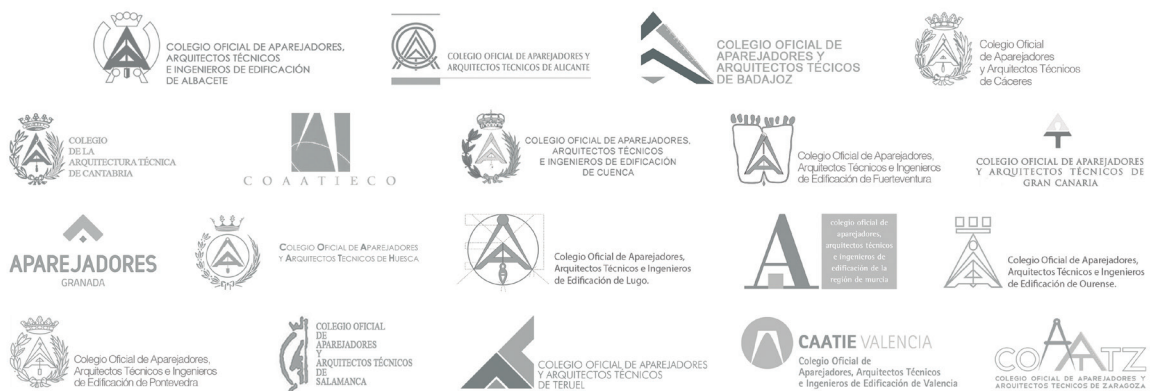 COLEGIO OFICIAL DE APAREJADORES,
ARQUITECTOS TÉCNICOS
E INGENIEROS DE EDIFICACIÓN
DE ALBACETE
COLEGIO OFICIAL DE APAREJADORES Y
ARQUITECTOS TECNICOS DE ALICANTE
COLEGIO OFICIAL DE
APAREJADORES Y
ARQUITECTOS TÉCICOS
DE BADAJOZ
Colegio Oficial
de Aparejadores
y Arquitectos Técnicos
de Cáceres
COLEGIO
DE LA
ARQUITECTURA TÉCNICA
DE CANTABRIA
COAATIECO
COLEGIO OFICIAL DE APAREJADORES,
ARQUITECTOS TÉCNICOS
E INGENIEROS DE EDIFICACIÓN
DE CUENCA
Colegio Oficial de Aparejadores,
Arquitectos Técnicos e Ingenieros
de Edificación de Fuerteventura
COLEGIO OFICIAL DE APAREJADORES
Y ARQUITECTOS TÉCNICOS DE
GRAN CANARIA
APAREJADORES
GRANADA
COLEGIO OFICIAL DE APAREJADORES
Y ARQUITECTOS TECNICOS DE HUESCA
Colegio Oficial de Aparejadores,
Arquitectos Técnicos e Ingenieros
de Edificación de Lugo.
colegio oficial de
aparejadores,
arquitectos técnicos
e ingenieros de
edificación de la
región de murcia
Colegio Oficial de Aparejadores,
Arquitectos Técnicos e Ingenieros
de Edificación de Ourense.
Colegio Oficial de Aparejadores,
Arquitectos Técnicos e Ingenieros
de Edificación de Pontevedra
COLEGIO OFICIAL
DE
APAREJADORES
Y
ARQUITECTOS TÉCNICOS
DE
SALAMANCA
COLEGIO OFICIAL DE APAREJADORES
Y ARQUITECTOS TÉCNICOS
DE TERUEL
CAATIE VALENCIA
Colegio Oficial de
Aparejadores, Arquitectos Técnicos
e Ingenieros de Edificación de Valencia
COAATZ
COLEGIO OFICIAL DE APAREJADORES Y
ARQUITECTOS TECNICOS DE ZARAGOZA